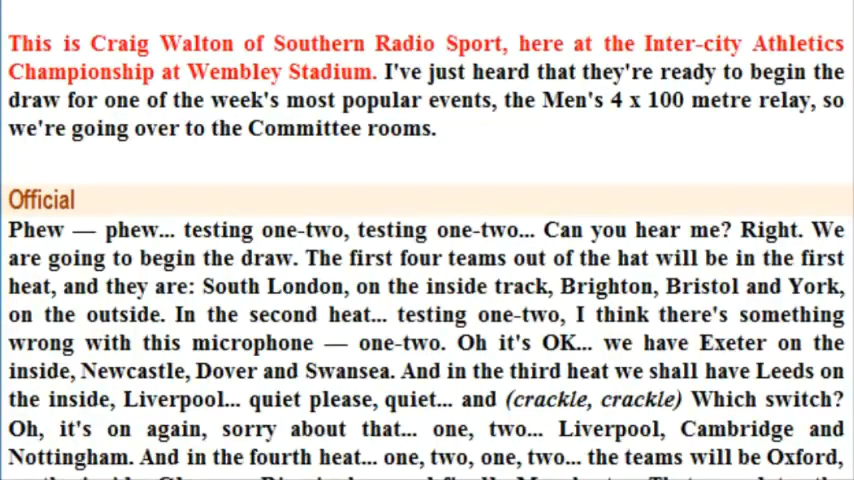 This is Craig Walton of Southern Radio Sport, here at the Inter-city Athletics
Championship at Wembley Stadium. I've just heard that they're ready to begin the
draw for one of the week's most popular events, the Men's 4 x 100 metre relay, so
we're going over to the Committee rooms.
Official
Phew — phew... testing one-two, testing one-two... Can you hear me? Right. We
are going to begin the draw. The first four teams out of the hat will be in the first
heat, and they are: South London, on the inside track, Brighton, Bristol and York,
on the outside. In the second heat... testing one-two, I think there's something
wrong with this microphone — one-two. Oh it's OK... we have Exeter on the
inside, Newcastle, Dover and Swansea. And in the third heat we shall have Leeds on
the inside, Liverpool... quiet please, quiet... and (crackle, crackle) Which switch?
Oh, it's on again, sorry about that... one, two... Liverpool, Cambridge and
Nottingham. And in the fourth heat... one, two, one, two... the teams will be Oxford,